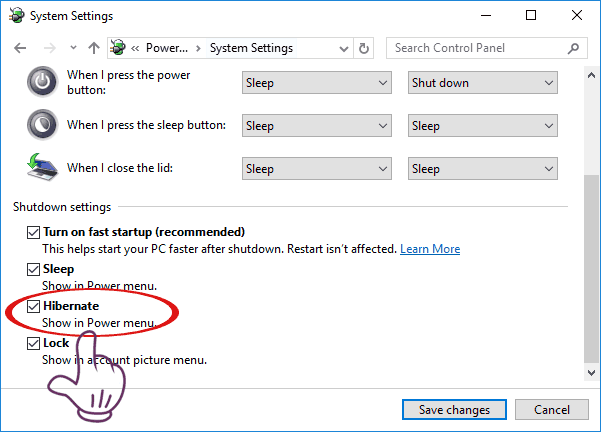 System Settings
« Power... > System Settings
Search Control Panel
When I press the power
button:
Sleep
Shut down
When I press the sleep button:
Sleep
Sleep
When I close the lid:
Sleep
Sleep
Shutdown settings
Turn on fast startup (recommended)
This helps start your PC faster after shutdown. Restart isn't affected. Learn More
Sleep
Show in Power menu.
Hibernate
Show in Power menu.
Lock
Show in account picture menu.
Save changes
Cancel